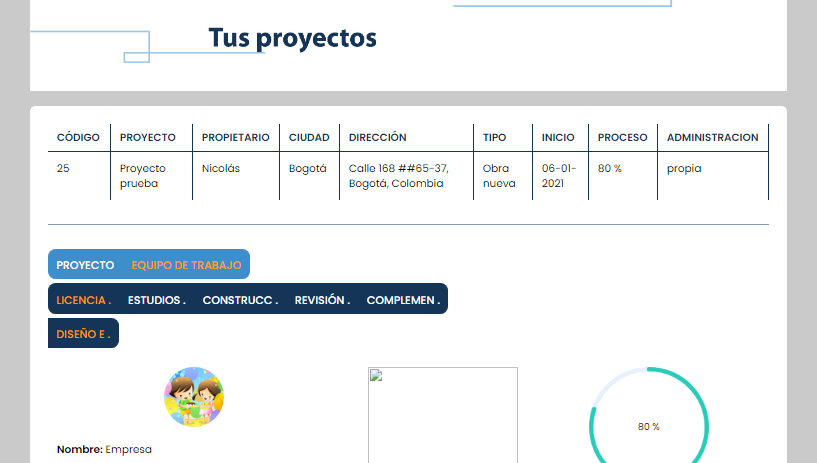 Tus proyectos
CÓDIGO PROYECTO PROPIETARIO CIUDAD DIRECCIÓN TIPO INICIO PROCESO ADMINISTRACION
25 Proyecto Nicolás Bogotá Calle 168 ##65-37, Obra 06-01- 80 % propia
prueba Bogotá, Colombia nueva 2021
PROYECTO EQUIPO DE TRABAJO
LICENCIA . ESTUDIOS . CONSTRUCC . REVISIÓN . COMPLEMEN .
DISEÑO E .
80 %
Nombre: Empresa